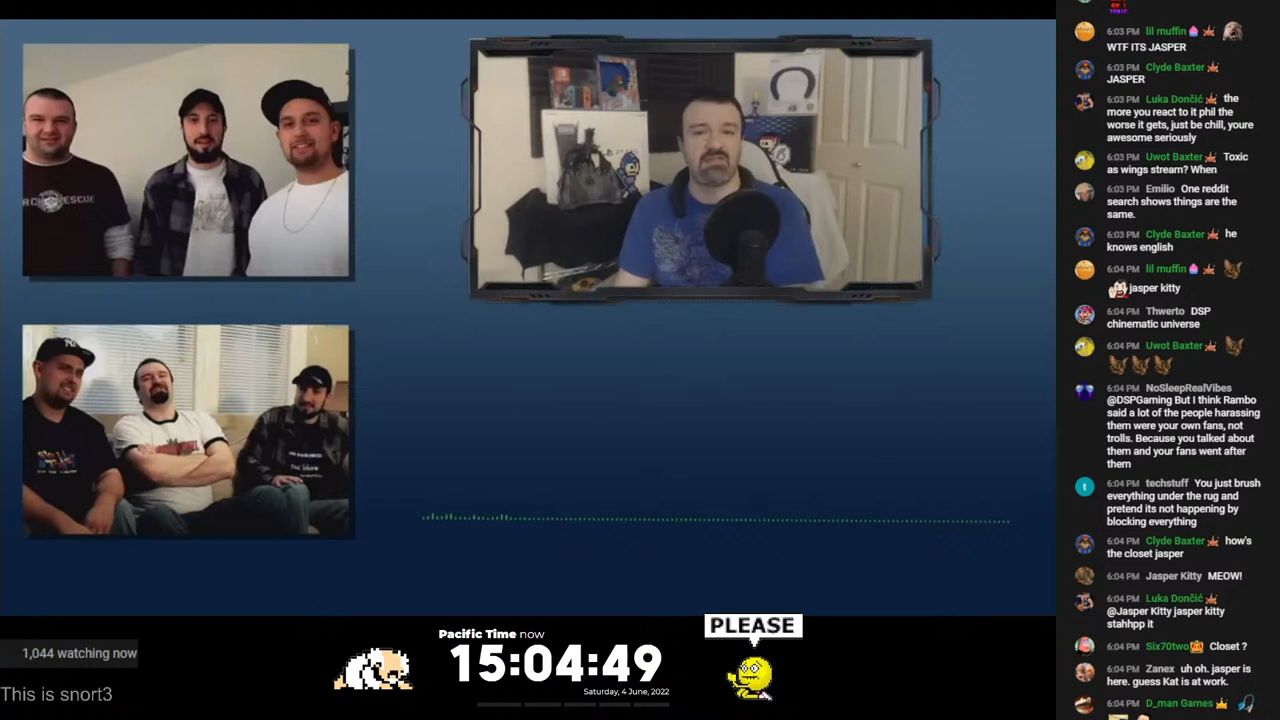 6:03 PM lil muffin
WTF ITS JASPER
6:03 PM Clyde Baxter
JASPER
6:03 PM Luka Dončić the
more you react to it phil the
worse it gets, just be chill, youre
awesome seriously
6:03 PM Uwot Baxter Toxic
as wings stream? When
6:03 PM Emilio One reddit
search shows things are the
same.
6:03 PM Clyde Baxter he
knows english
6:04 PM lil muffin
jasper kitty
6:04 PM Thwerto DSP
chinematic universe
6:04 PM Uwot Baxter
6:04 PM NoSleepRealVibes
@DSPGaming But I think Rambo
said a lot of the people harassing
them were your own fans, not
trolls. Because you talked about
them and your fans went after
them
6:04 PM techstuff You just brush
everything under the rug and
pretend its not happening by
blocking everything
6:04 PM Clyde Baxter how's
the closet jasper
6:04 PM Jasper Kitty MEOW!
6:04 PM Luka Dončić
@Jasper Kitty jasper kitty
stahhpp it
6:04 PM Six70two Closet ?
6:04 PM Zanex uh oh. jasper is
here. guess Kat is at work.
6:04 PM D_man Games
PLEASE
Pacific Time now
15:04:49
Saturday, 4 June, 2022
1,044 watching now
This is snort3